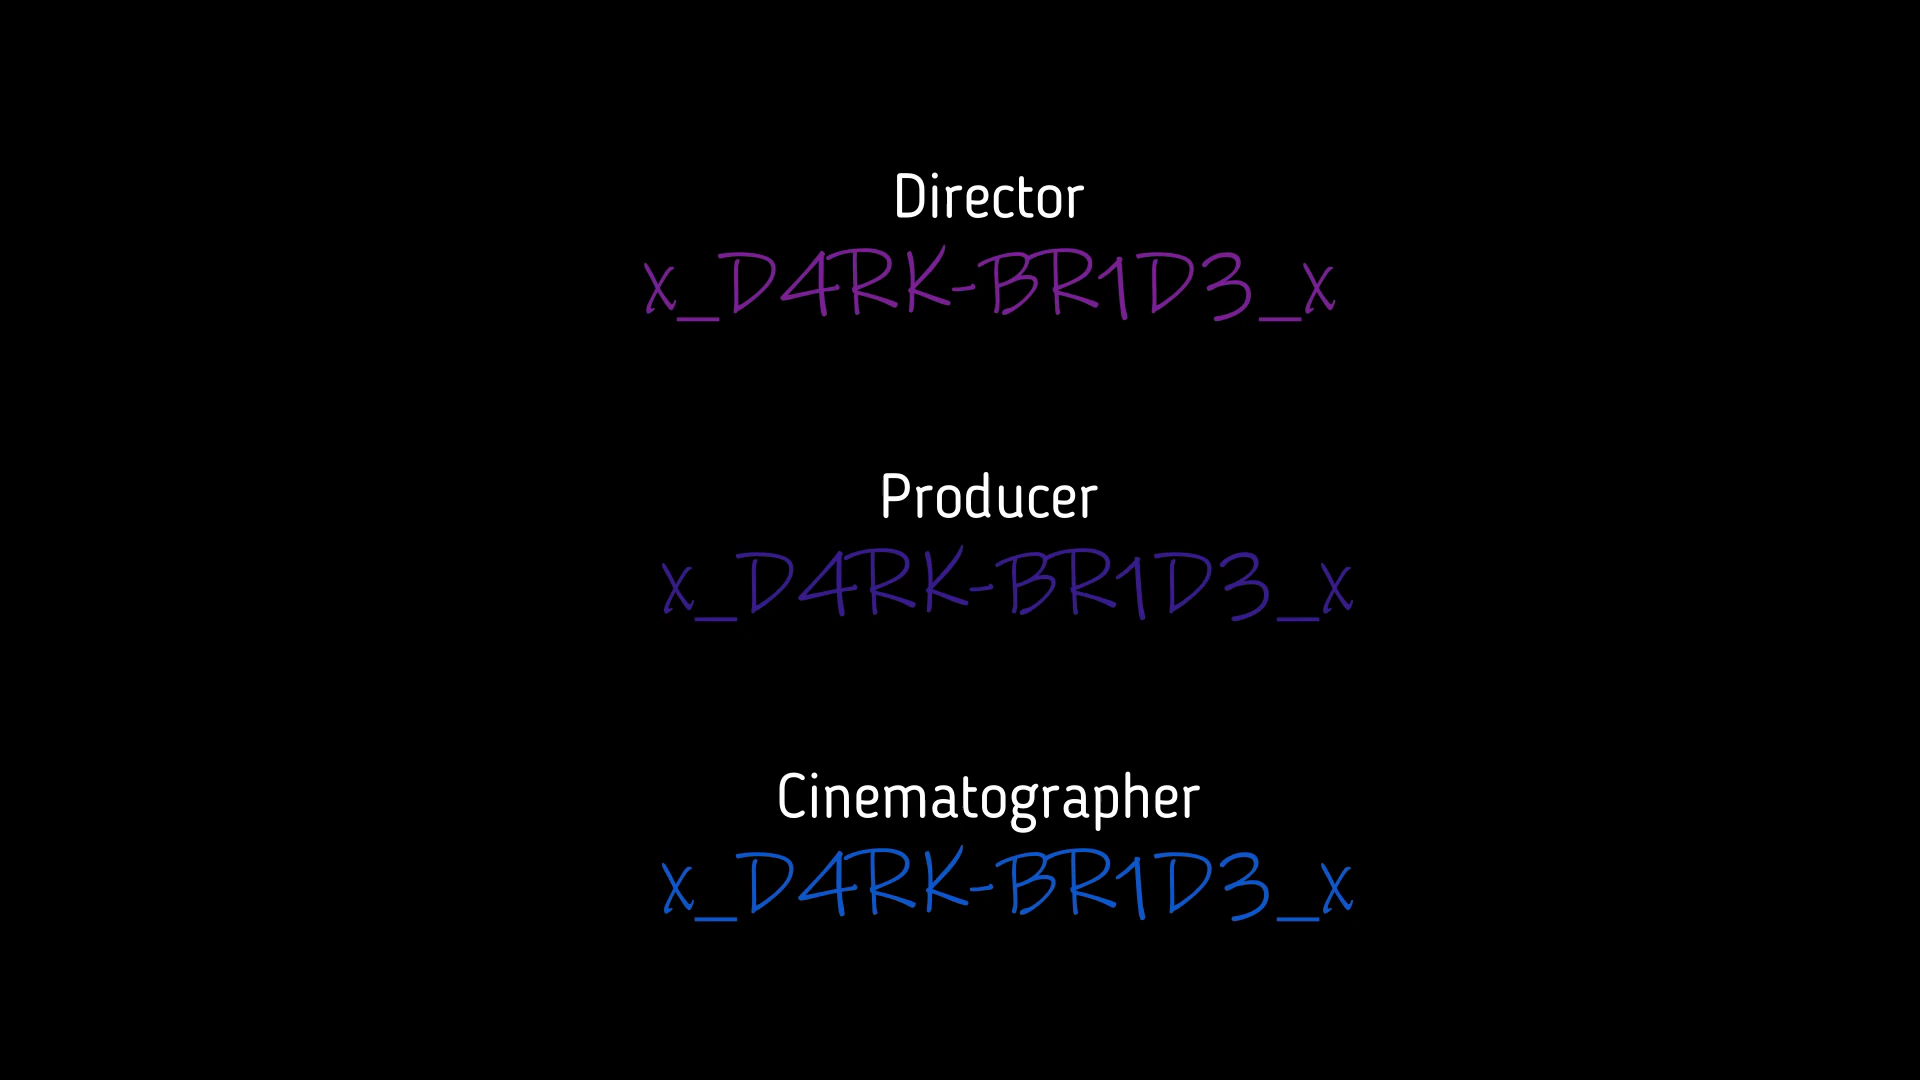 Director
x_D4RK-BR1D3_x
Producer
x_D4RK-BR1D3_x
Cinematographer
x_D4RK-BR1D3_x